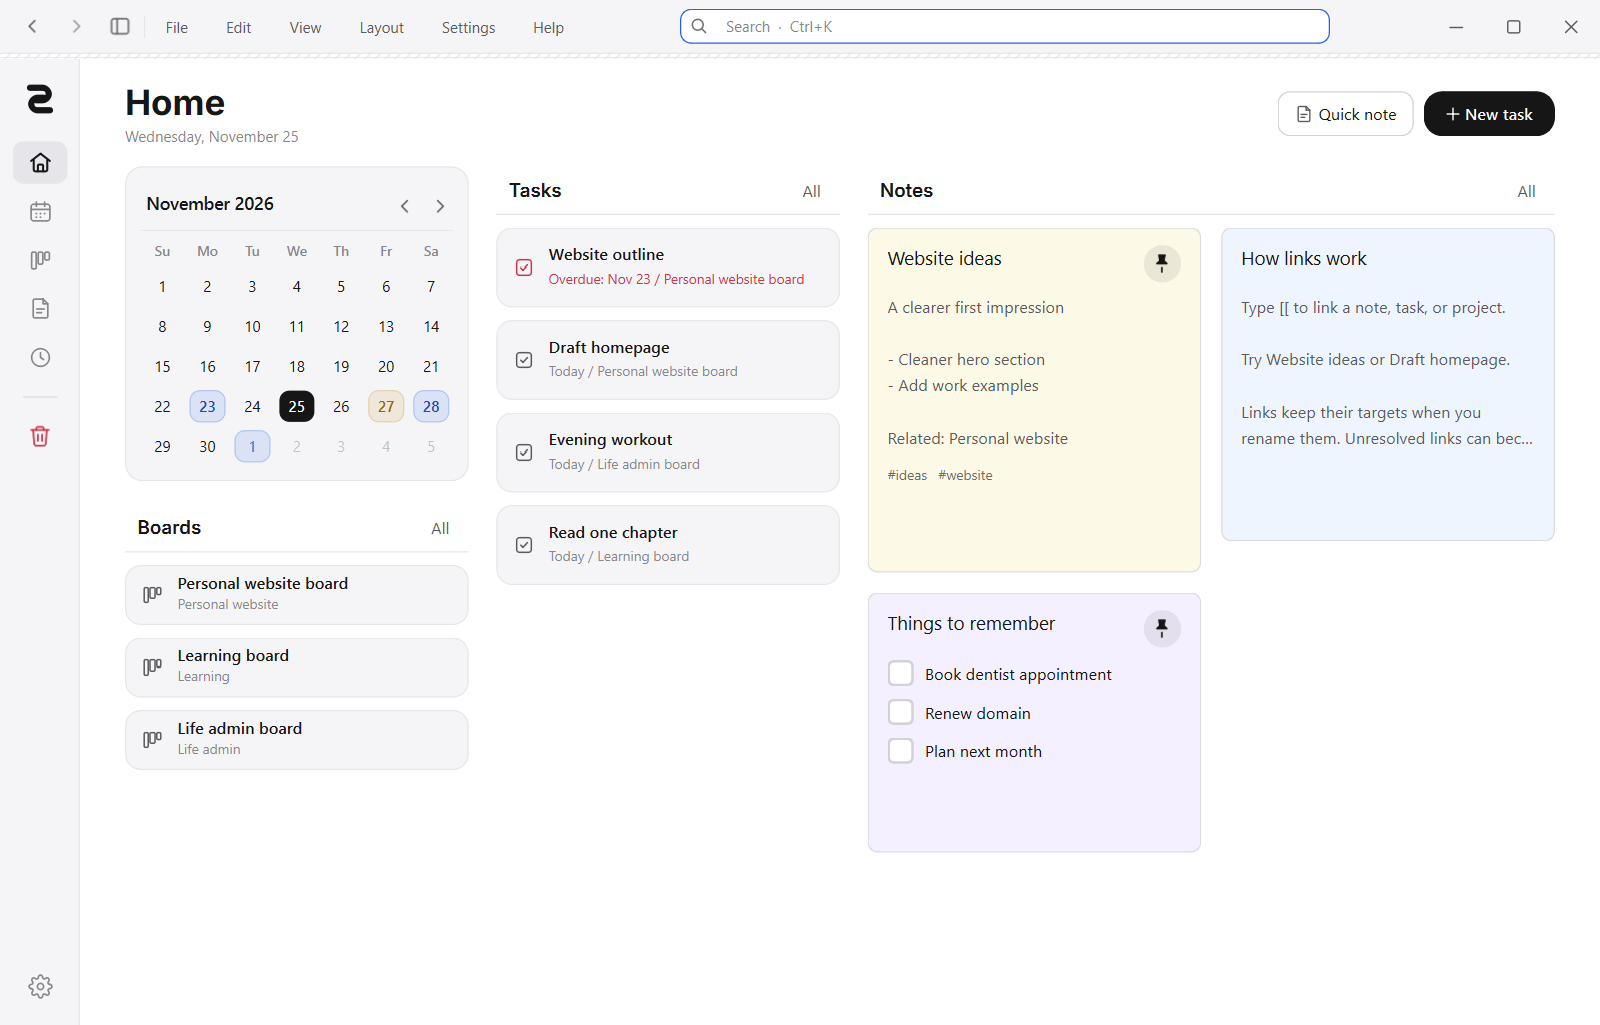 File Edit View Layout Settings Help
Search · Ctrl+K
Home
Wednesday, November 25
Quick note
New task
November 2026
Su Mo Tu We Th Fr Sa
1 2 3 4 5 6 7
8 9 10 11 12 13 14
15 16 17 18 19 20 21
22 23 24 25 26 27 28
29 30 1 2 3 4 5
Boards All
Personal website board
Personal website
Learning board
Learning
Life admin board
Life admin
Tasks All
Website outline
Overdue: Nov 23 / Personal website board
Draft homepage
Today / Personal website board
Evening workout
Today / Life admin board
Read one chapter
Today / Learning board
Notes All
Website ideas
A clearer first impression
- Cleaner hero section
- Add work examples
Related: Personal website
#ideas #website
How links work
Type [[ to link a note, task, or project.
Try Website ideas or Draft homepage.
Links keep their targets when you
rename them. Unresolved links can bec...
Things to remember
Book dentist appointment
Renew domain
Plan next month